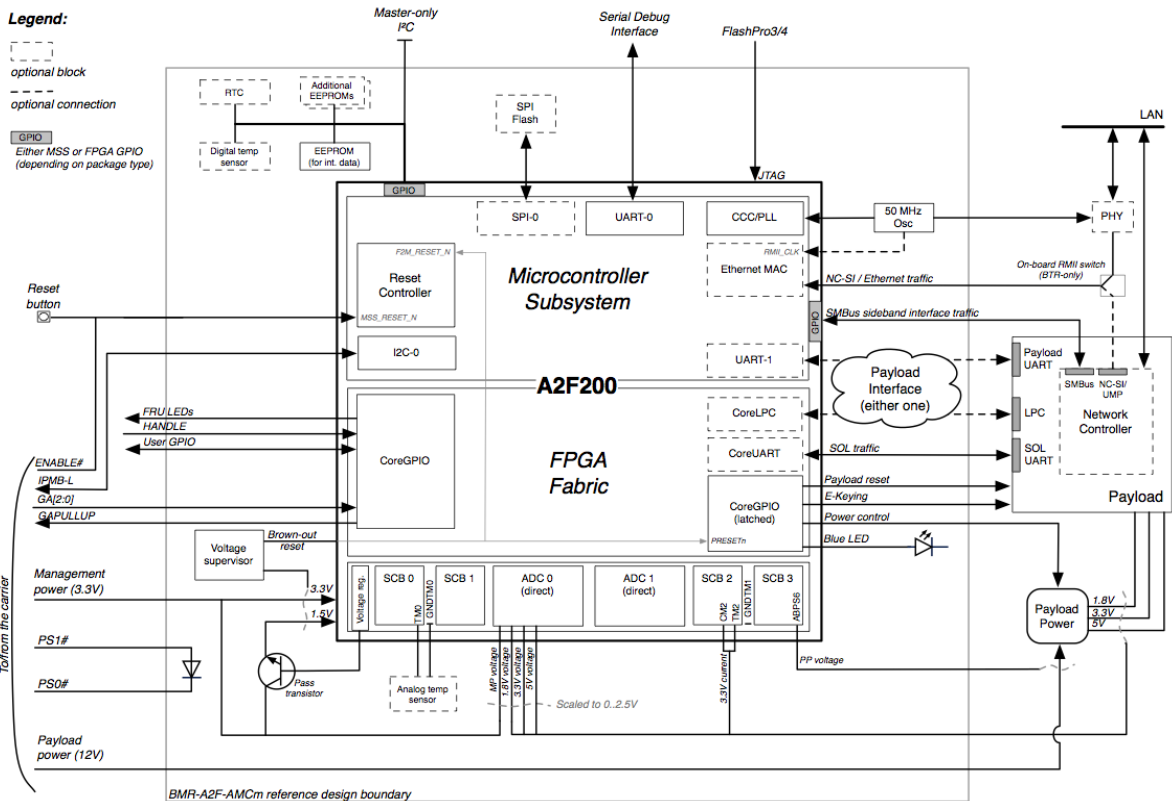 Legend:
optional block
optional connection
GPIO
Either MSS or FPGA GPIO
(depending on package type)
Master-only
I²C
Serial Debug
Interface
FlashPro3/4
RTC
Additional
EEPROMs
Digital temp
sensor
EEPROM
(for int. data)
SPI
Flash
LAN
JTAG
GPIO
SPI-0
UART-0
CCC/PLL
50 MHz
Osc
PHY
F2M_RESET_N
Reset
Controller
MSS_RESET_N
Microcontroller
Subsystem
RMII_CLK
Ethernet MAC
On-board RMII switch
(BTR-only)
NC-SI / Ethernet traffic
Reset
button
GPIO
SMBus sideband interface traffic
I2C-0
UART-1
Payload
Interface
(either one)
Payload
UART
SMBus
NC-SI/
UMP
A2F200
Network
Controller
FRU LEDs
HANDLE
User GPIO
CoreGPIO
FPGA
Fabric
CoreLPC
LPC
CoreUART
SOL traffic
SOL
UART
ENABLE#
IPMB-L
GA[2:0]
GAPULLUP
CoreGPIO
(latched)
PRESETn
Payload reset
E-Keying
Payload
Power control
Blue LED
Voltage
supervisor
Brown-out
reset
To/from the carrier
Management
power (3.3V)
3.3V
1.5V
Voltage reg.
SCB 0
TM0
GNDTM0
SCB 1
ADC 0
(direct)
ADC 1
(direct)
SCB 2
CM2
TM2
GNDTM1
SCB 3
ABPS6
Payload
Power
1.8V
3.3V
5V
PS1#
PS0#
Pass
transistor
Analog temp
sensor
MP voltage
1.8V voltage
3.3V voltage
5V voltage
Scaled to 0..2.5V
3.3V current
PP voltage
Payload
power (12V)
BMR-A2F-AMCm reference design boundary